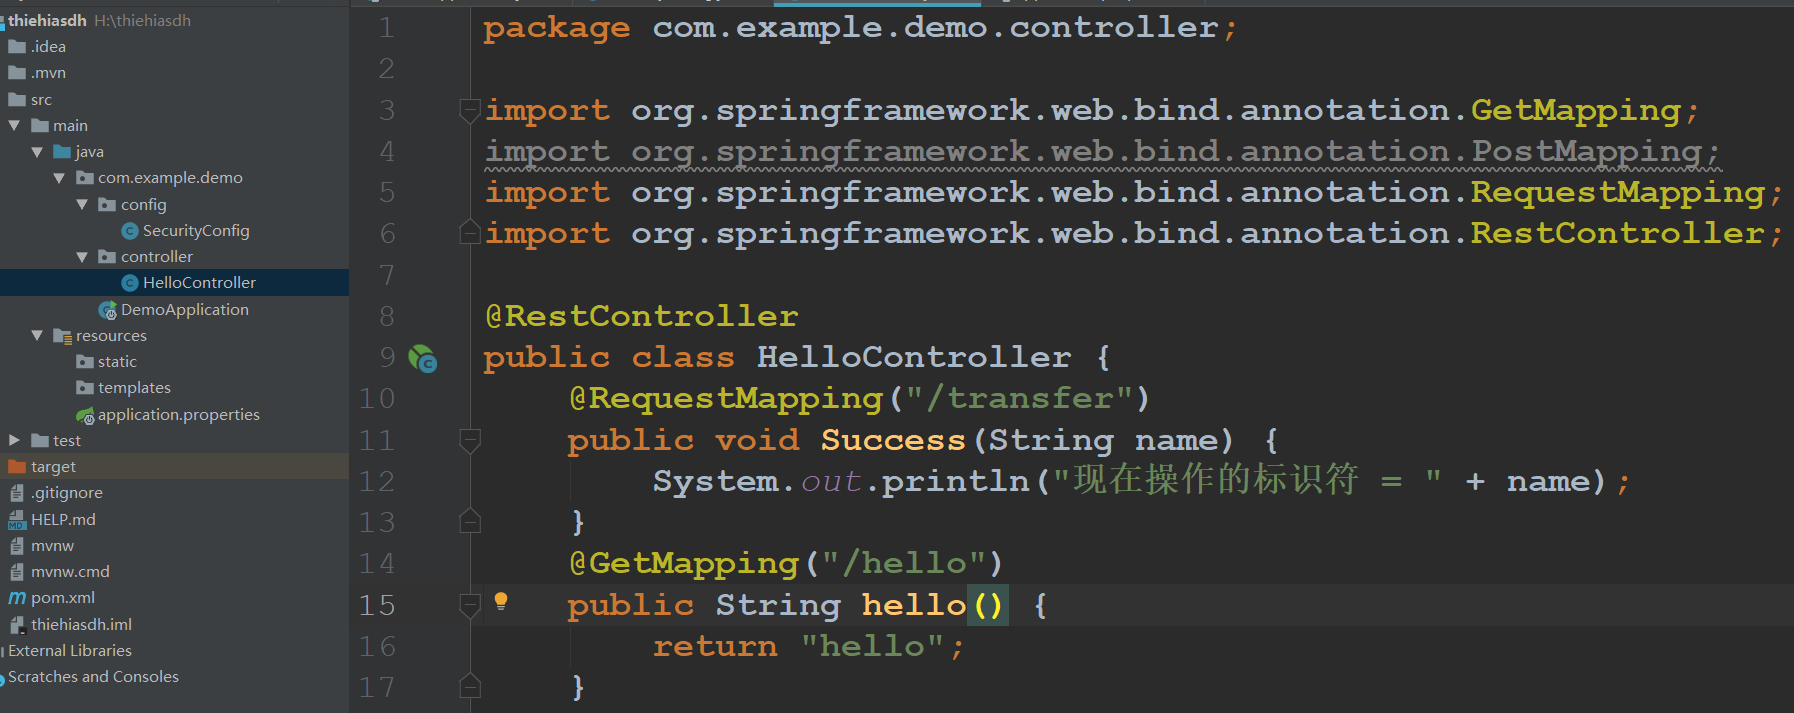 thiehiasdh H:\thiehiasdh
.idea
.mvn
src
main
java
com.example.demo
config
SecurityConfig
controller
HelloController
DemoApplication
resources
static
templates
application.properties
test
target
.gitignore
HELP.md
mvnw
mvnw.cmd
pom.xml
thiehiasdh.iml
External Libraries
Scratches and Consoles
1 package com.example.demo.controller;
2
3 import org.springframework.web.bind.annotation.GetMapping;
4 import org.springframework.web.bind.annotation.PostMapping;
5 import org.springframework.web.bind.annotation.RequestMapping;
6 import org.springframework.web.bind.annotation.RestController;
7
8 @RestController
9 public class HelloController {
10 @RequestMapping("/transfer")
11 public void Success(String name) {
12 System.out.println("现在操作的标识符 = " + name);
13 }
14 @GetMapping("/hello")
15 public String hello() {
16 return "hello";
17 }